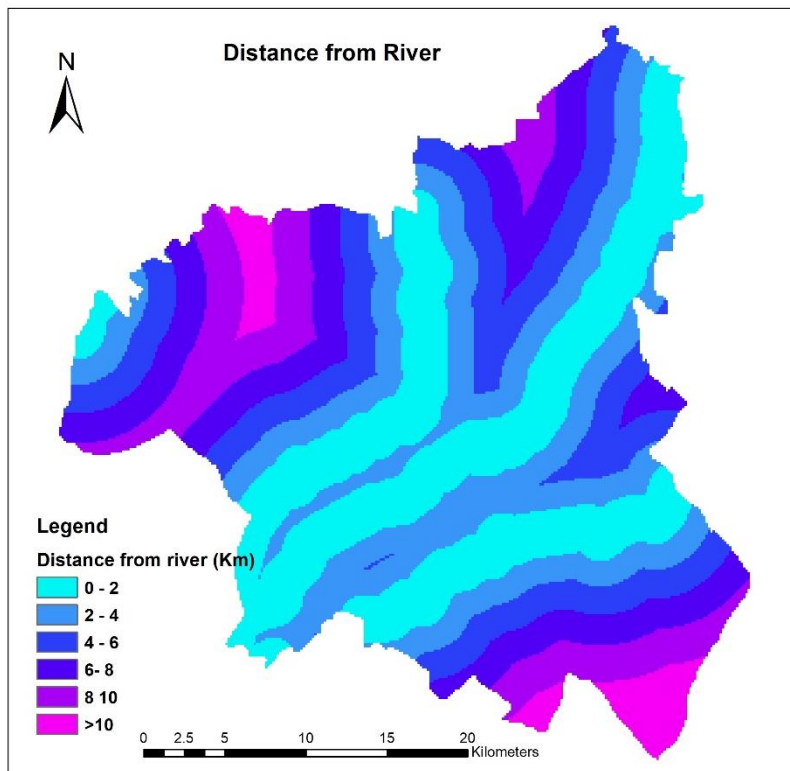 Distance from River
N
Legend
Distance from river (Km)
0 - 2
2 - 4
4 - 6
6- 8
8 10
>10
0 2.5 5 10 15 20
Kilometers